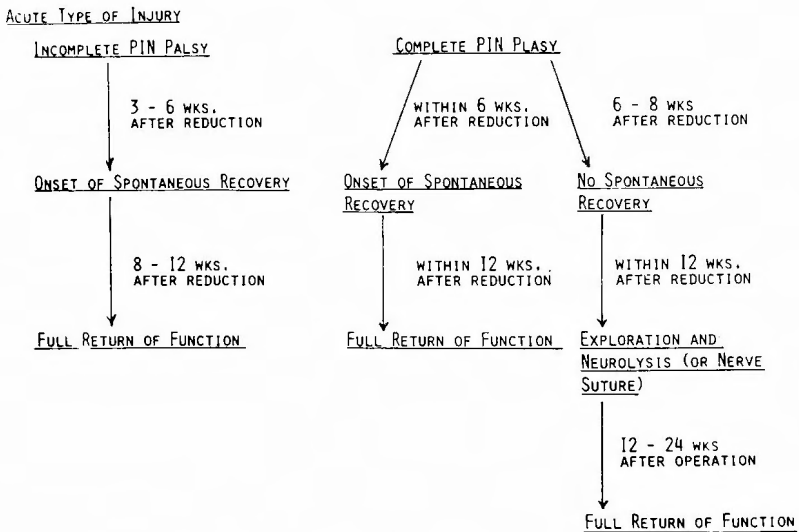 ACUTE TYPE OF INJURY
INCOMPLETE PIN PALSY
3 - 6 WKS.
AFTER REDUCTION
ONSET OF SPONTANEOUS RECOVERY
8 - 12 WKS.
AFTER REDUCTION
FULL RETURN OF FUNCTION
COMPLETE PIN PLASY
WITHIN 6 WKS.
AFTER REDUCTION
6 - 8 WKS
AFTER REDUCTION
ONSET OF SPONTANEOUS
RECOVERY
NO SPONTANEOUS
RECOVERY
WITHIN 12 WKS.
AFTER REDUCTION
WITHIN 12 WKS.
AFTER REDUCTION
FULL RETURN OF FUNCTION
EXPLORATION AND
NEUROLYSIS (OR NERVE
SUTURE)
12 - 24 WKS
AFTER OPERATION
FULL RETURN OF FUNCTION